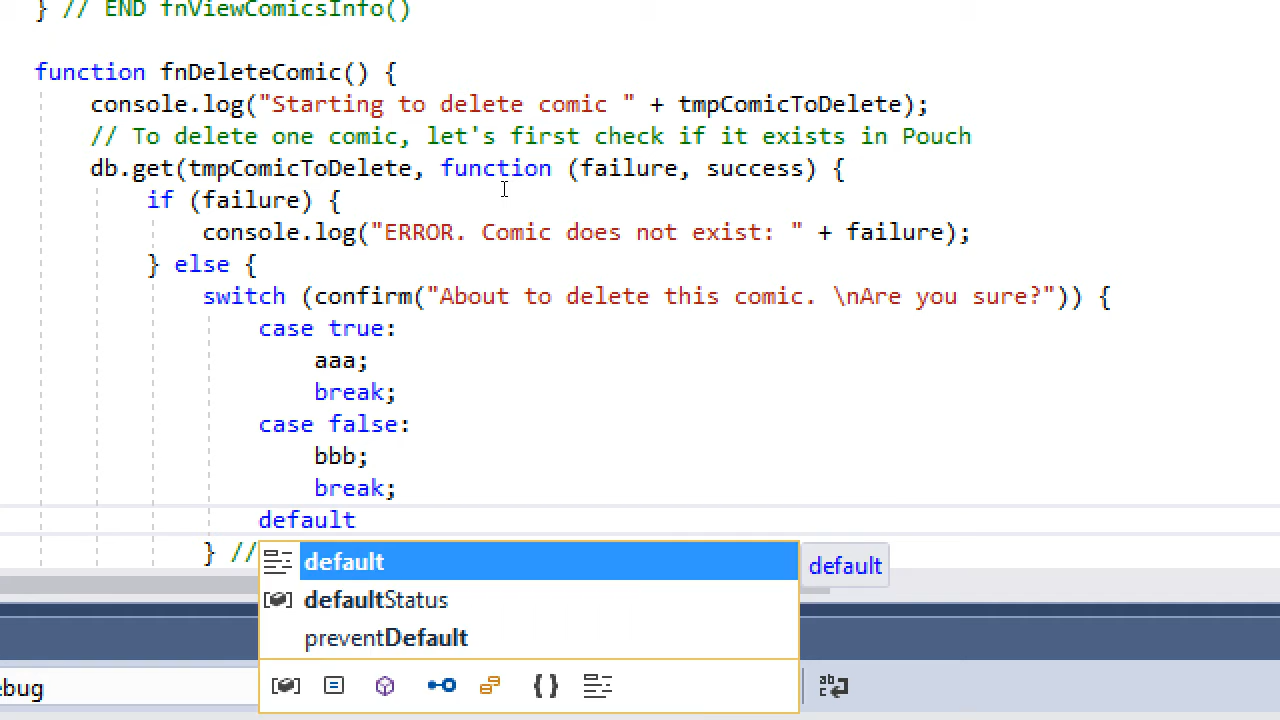 } // END fnViewComicsInfo()
function fnDeleteComic() {
console.log("Starting to delete comic " + tmpComicToDelete);
// To delete one comic, let's first check if it exists in Pouch
db.get(tmpComicToDelete, function (failure, success) {
if (failure) {
console.log("ERROR. Comic does not exist: " + failure);
} else {
switch (confirm("About to delete this comic. \nAre you sure?")) {
case true:
aaa;
break;
case false:
bbb;
break;
default
} //
default
default
defaultStatus
preventDefault
ebug